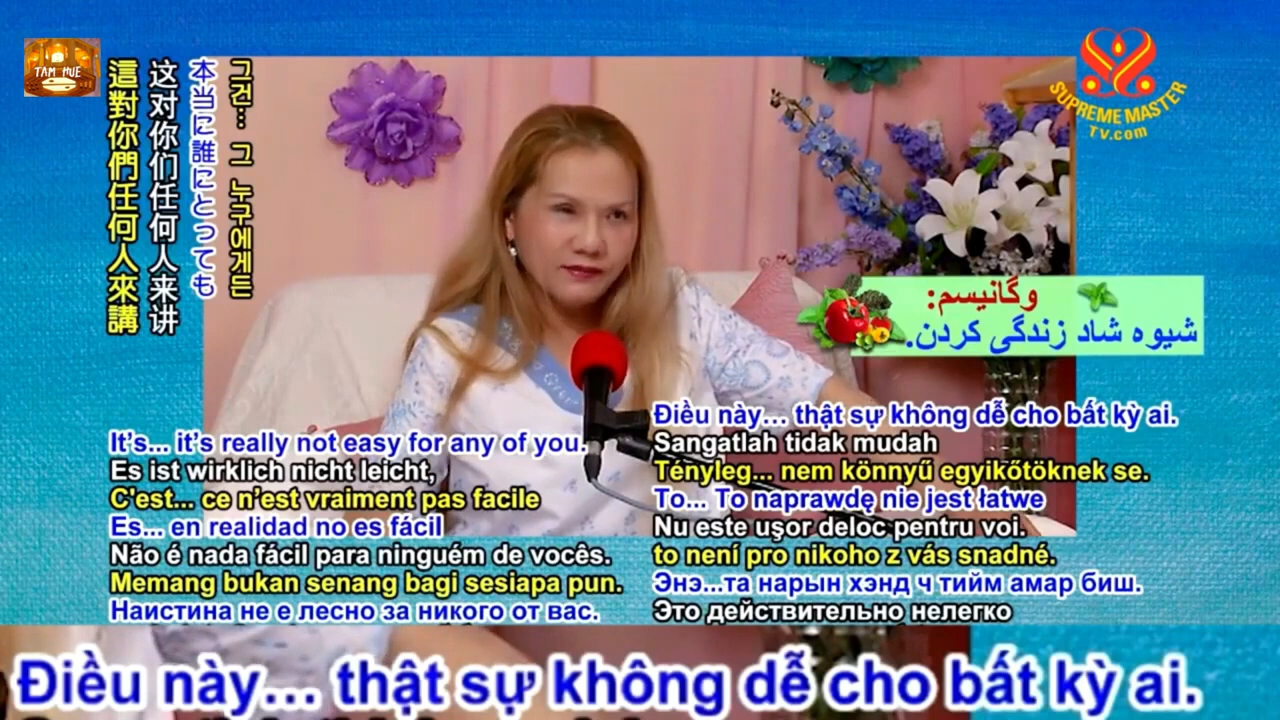 TAM HUE
SUPREME MASTER
TV.com
這對你們任何人來講
这对你们任何人来讲
本当に誰にとっても
그건… 그 누구에게든
وگانیسم:
شیوه شاد زندگی کردن.
It's... it's really not easy for any of you.
Es ist wirklich nicht leicht,
C'est... ce n’est vraiment pas facile
Es... en realidad no es fácil
Não é nada fácil para ninguém de vocês.
Memang bukan senang bagi sesiapa pun.
Наистина не е лесно за никого от вас.
Điều này... thật sự không dễ cho bất kỳ ai.
Sangatlah tidak mudah
Tényleg... nem könnyű egyikőtöknek se.
To... To naprawdę nie jest łatwe
Nu este uşor deloc pentru voi.
to není pro nikoho z vás snadné.
Энэ...та нарын хэнд ч тийм амар биш.
Это действительно нелегко
Điều này... thật sự không dễ cho bất kỳ ai.